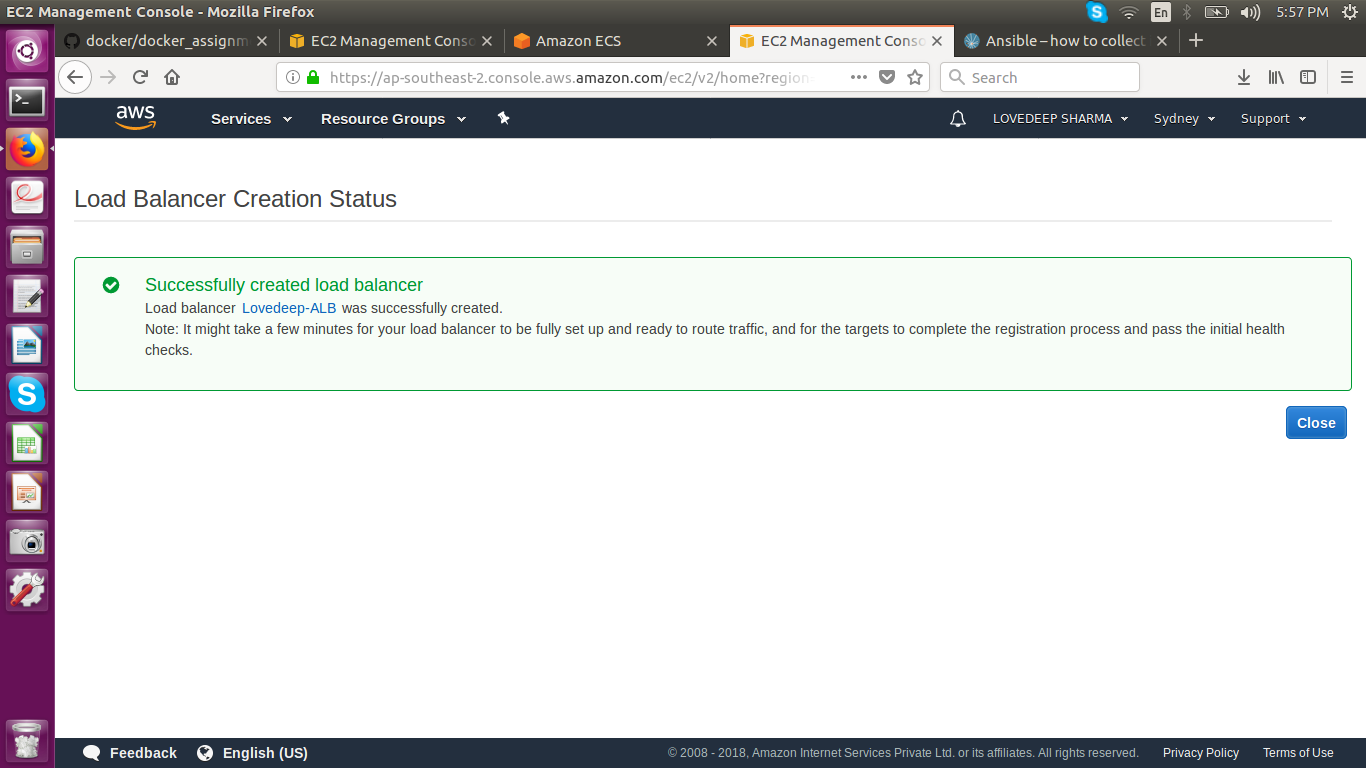 EC2 Management Console - Mozilla Firefox
En
5:57 PM
docker/docker_assignm
EC2 Management Conso
Amazon ECS
EC2 Management Conso
Ansible – how to collect
https://ap-southeast-2.console.aws.amazon.com/ec2/v2/home?region
Search
aws
Services
Resource Groups
LOVEDEEP SHARMA
Sydney
Support
Load Balancer Creation Status
Successfully created load balancer
Load balancer Lovedeep-ALB was successfully created.
Note: It might take a few minutes for your load balancer to be fully set up and ready to route traffic, and for the targets to complete the registration process and pass the initial health
checks.
Close
Feedback
English (US)
© 2008 - 2018, Amazon Internet Services Private Ltd. or its affiliates. All rights reserved.
Privacy Policy
Terms of Use